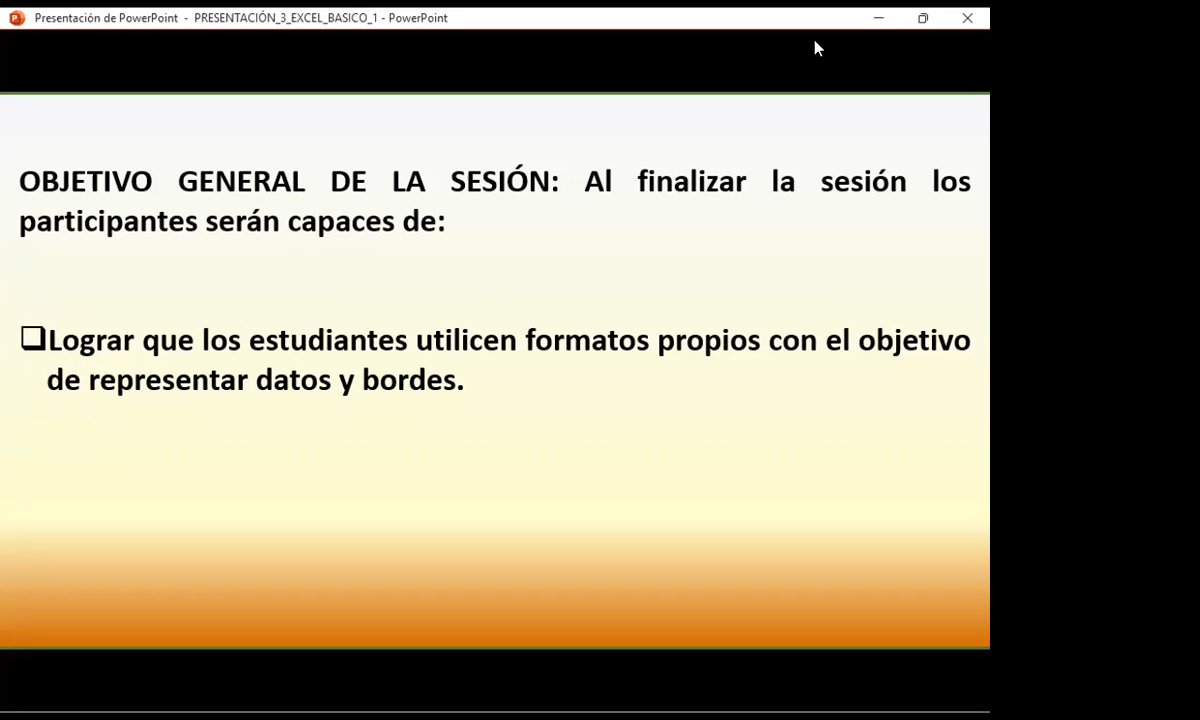 Presentación de PowerPoint - PRESENTACIÓN_3_EXCEL_BASICO_1 - PowerPoint
OBJETIVO GENERAL DE LA SESIÓN: Al finalizar la sesión los
participantes serán capaces de:
❑Lograr que los estudiantes utilicen formatos propios con el objetivo
de representar datos y bordes.